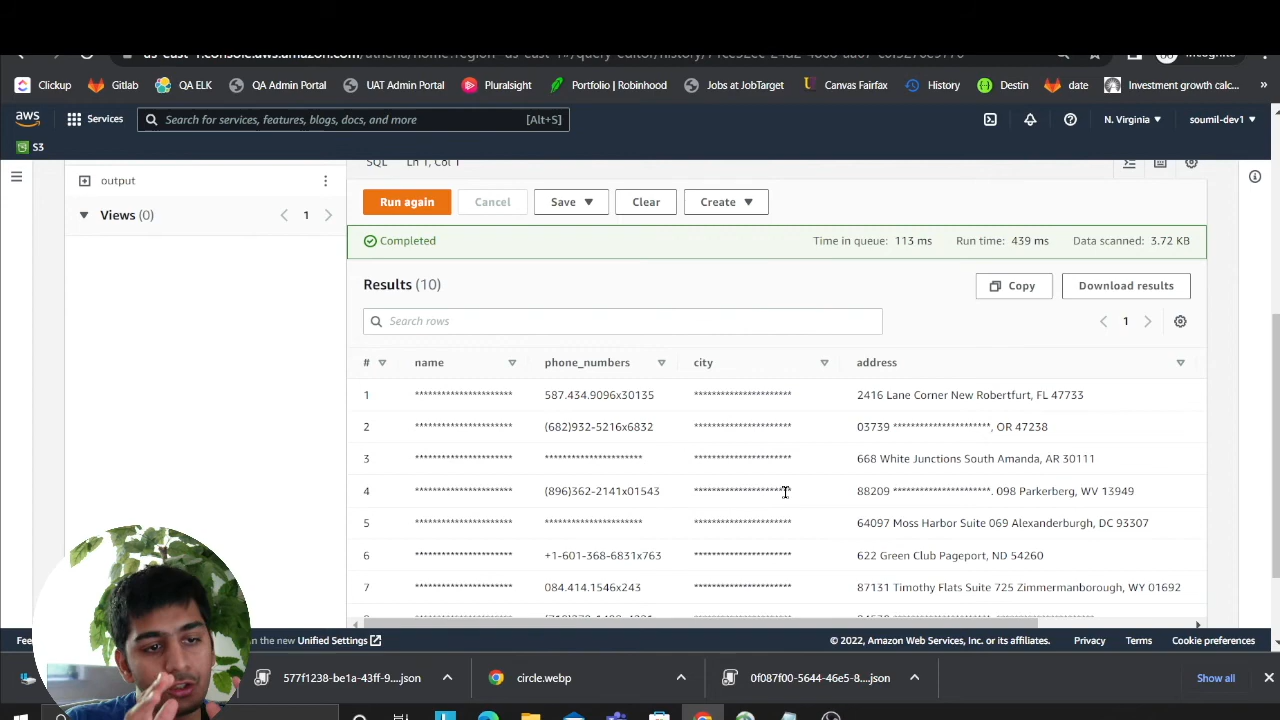 Clickup Gitlab QA ELK QA Admin Portal UAT Admin Portal Pluralsight Portfolio | Robinhood Jobs at JobTarget Canvas Fairfax History Destin date Investment growth calc... »
aws Services Search for services, features, blogs, docs, and more [Alt+S] N. Virginia soumil-dev1
S3
SQL Ln 1, Col 1
output
Run again Cancel Save Clear Create
Views (0) 1
Completed Time in queue: 113 ms Run time: 439 ms Data scanned: 3.72 KB
Results (10) Copy Download results
Search rows 1
# name phone_numbers city address
1 ********************** 587.434.9096x30135 ********************** 2416 Lane Corner New Robertfurt, FL 47733
2 ********************** (682)932-5216x6832 ********************** 03739 **********************, OR 47238
3 ********************** ********************** ********************** 668 White Junctions South Amanda, AR 30111
4 ********************** (896)362-2141x01543 ********************** 88209 **********************. 098 Parkerberg, WV 13949
5 ********************** ********************** ********************** 64097 Moss Harbor Suite 069 Alexanderburgh, DC 93307
6 ********************** +1-601-368-6831x763 ********************** 622 Green Club Pageport, ND 54260
7 ********************** 084.414.1546x243 ********************** 87131 Timothy Flats Suite 725 Zimmermanborough, WY 01692
in the new Unified Settings © 2022, Amazon Web Services, Inc. or its affiliates. Privacy Terms Cookie preferences
577f1238-be1a-43ff-9....json circle.webp 0f087f00-5644-46e5-8....json Show all